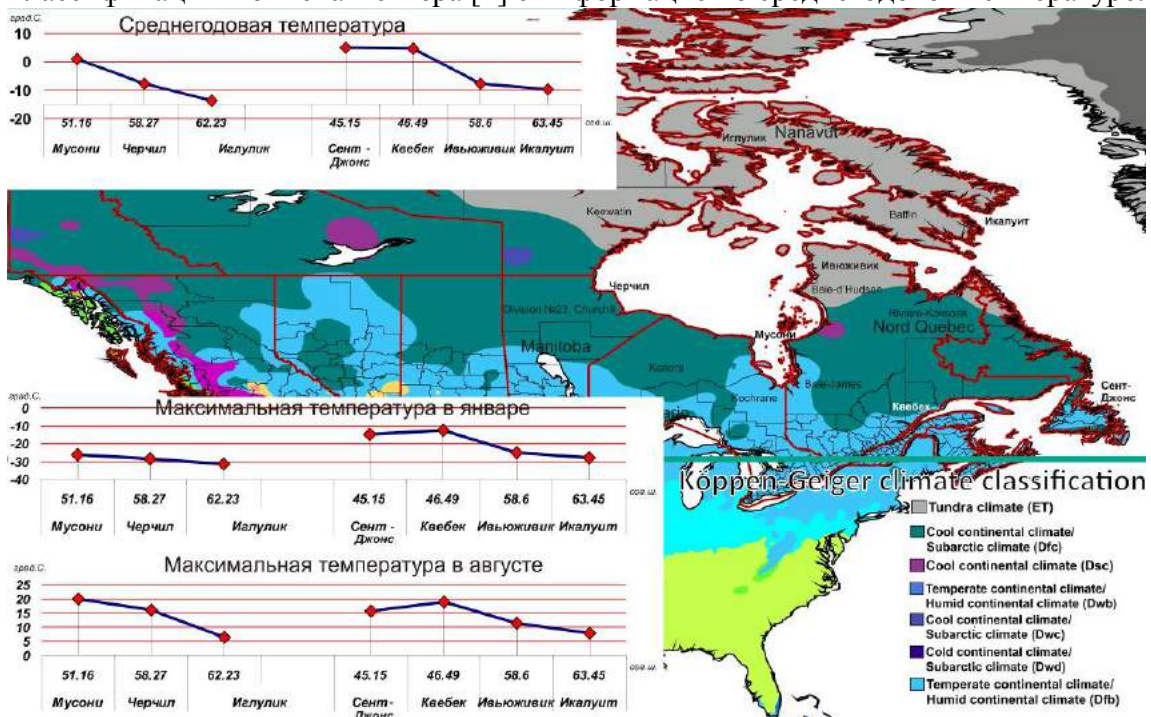 Среднегодовая температура
град.С.
10
0
-10
-20
51.16 58.27 62.23 45.15 46.49 58.6 63.45 сев.ш.
Мусони Черчил Иглулик Сент - Джонс Квебек Ивьюживик Икалуит
Иглулик
Nanavut
Keewatin
Baffin
Икалуит
Ивюживик
Baie-d Hudson
Черчил
Division №23, Churchill
Мусони
Nord Quebec
Manitoba
Kenora
Baie-James
Cochrane
Квебек
Сент-
Джонс
град.С.
Максимальная температура в январе
0
-10
-20
-30
-40
51.16 58.27 62.23 45.15 46.49 58.6 63.45 сев.ш.
Мусони Черчил Иглулик Сент - Джонс Квебек Ивьюживик Икалуит
град.С.
Максимальная температура в августе
25
20
15
10
5
0
51.16 58.27 62.23 45.15 46.49 58.6 63.45 сев.ш.
Мусони Черчил Иглулик Сент- Джонс Квебек Ивьюживик Икалуит
Köppen-Geiger climate classification
Tundra climate (ET)
Cool continental climate/
Subarctic climate (Dfc)
Cool continental climate (Dsc)
Temperate continental climate/
Humid continental climate (Dwb)
Cool continental climate/
Subarctic climate (Dwc)
Cold continental climate/
Subarctic climate (Dwd)
Temperate continental climate/
Humid continental climate (Dfb)